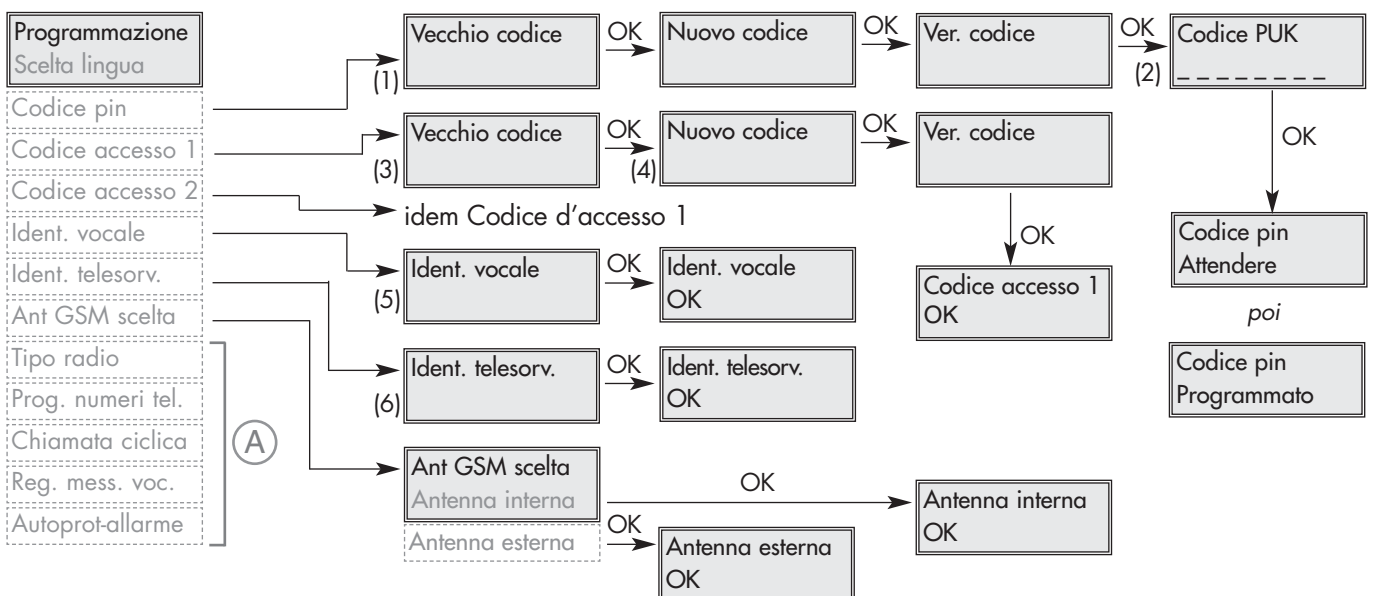 Programmazione
Scelta lingua
Codice pin
Codice accesso 1
Codice accesso 2
Ident. vocale
Ident. telesorv.
Ant GSM scelta
Tipo radio
Prog. numeri tel.
Chiamata ciclica
Reg. mess. voc.
Autoprot-allarme
A
(1)
Vecchio codice
OK
Nuovo codice
OK
Ver. codice
OK
(2)
Codice PUK
_ _ _ _ _ _ _ _
OK
Codice pin
Attendere
poi
Codice pin
Programmato
(3)
Vecchio codice
OK
(4)
Nuovo codice
OK
Ver. codice
OK
Codice accesso 1
OK
idem Codice d'accesso 1
(5)
Ident. vocale
OK
Ident. vocale
OK
(6)
Ident. telesorv.
OK
Ident. telesorv.
OK
Ant GSM scelta
Antenna interna
OK
Antenna interna
OK
Antenna esterna
OK
Antenna esterna
OK